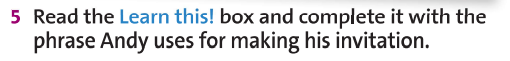 5 Read the Learn this! box and complete it with the
phrase Andy uses for making his invitation.